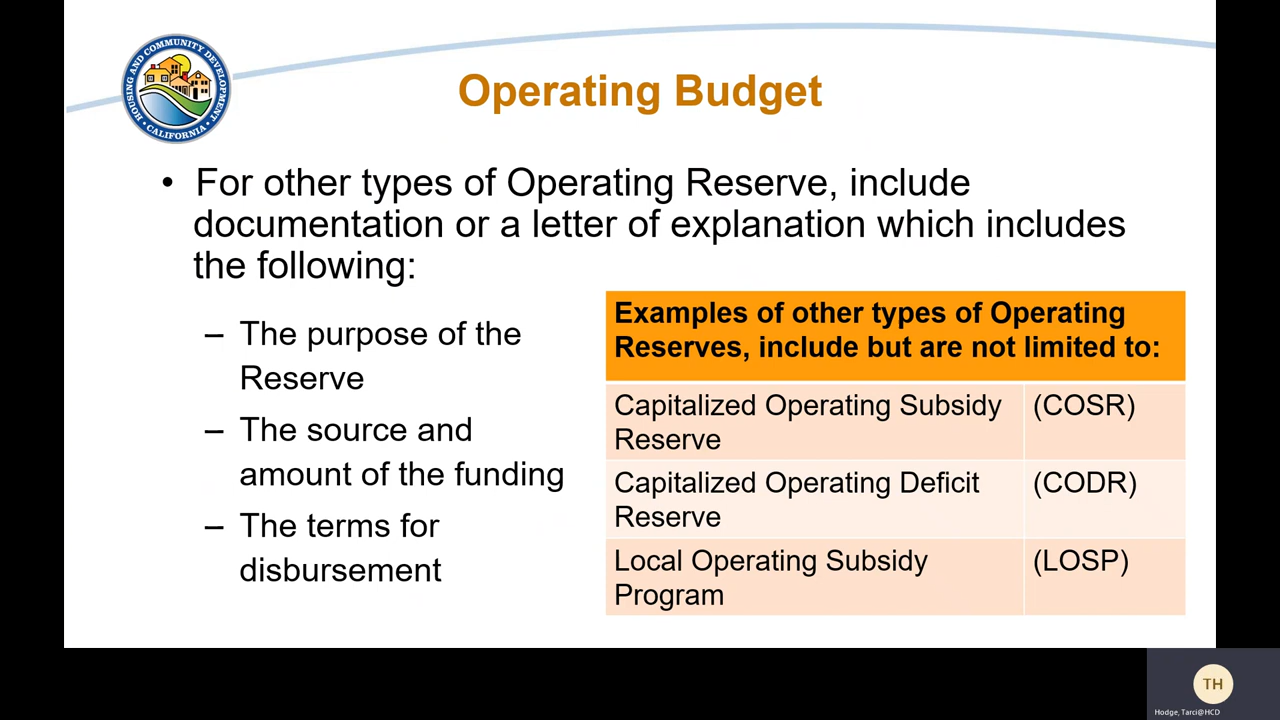 HOUSING AND COMMUNITY DEVELOPMENT
• CALIFORNIA •
Operating Budget
• For other types of Operating Reserve, include
documentation or a letter of explanation which includes
the following:
– The purpose of the
Reserve
– The source and
amount of the funding
– The terms for
disbursement
Examples of other types of Operating
Reserves, include but are not limited to:
Capitalized Operating Subsidy (COSR)
Reserve
Capitalized Operating Deficit (CODR)
Reserve
Local Operating Subsidy (LOSP)
Program
TH
Hodge, Tarci@HCD